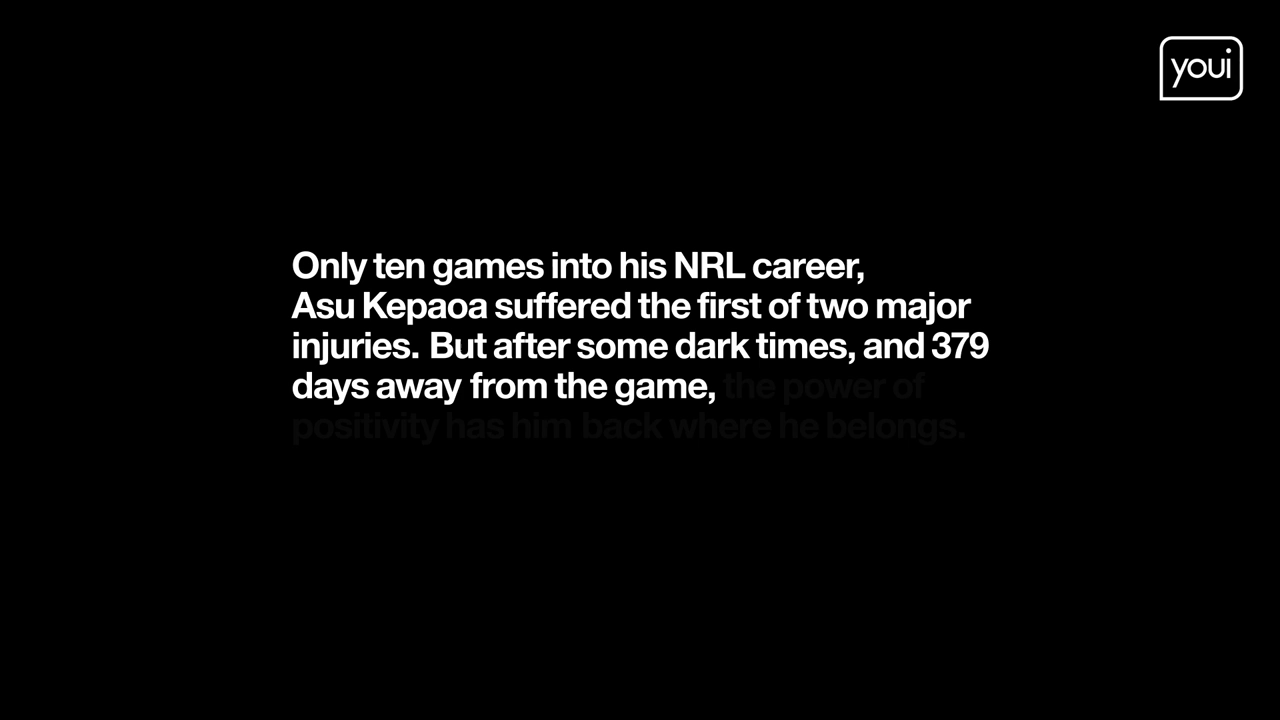 youi
Only ten games into his NRL career,
Asu Kepaoa suffered the first of two major
injuries. But after some dark times, and 379
days away from the game, the power of
positivity has him back where he belongs.